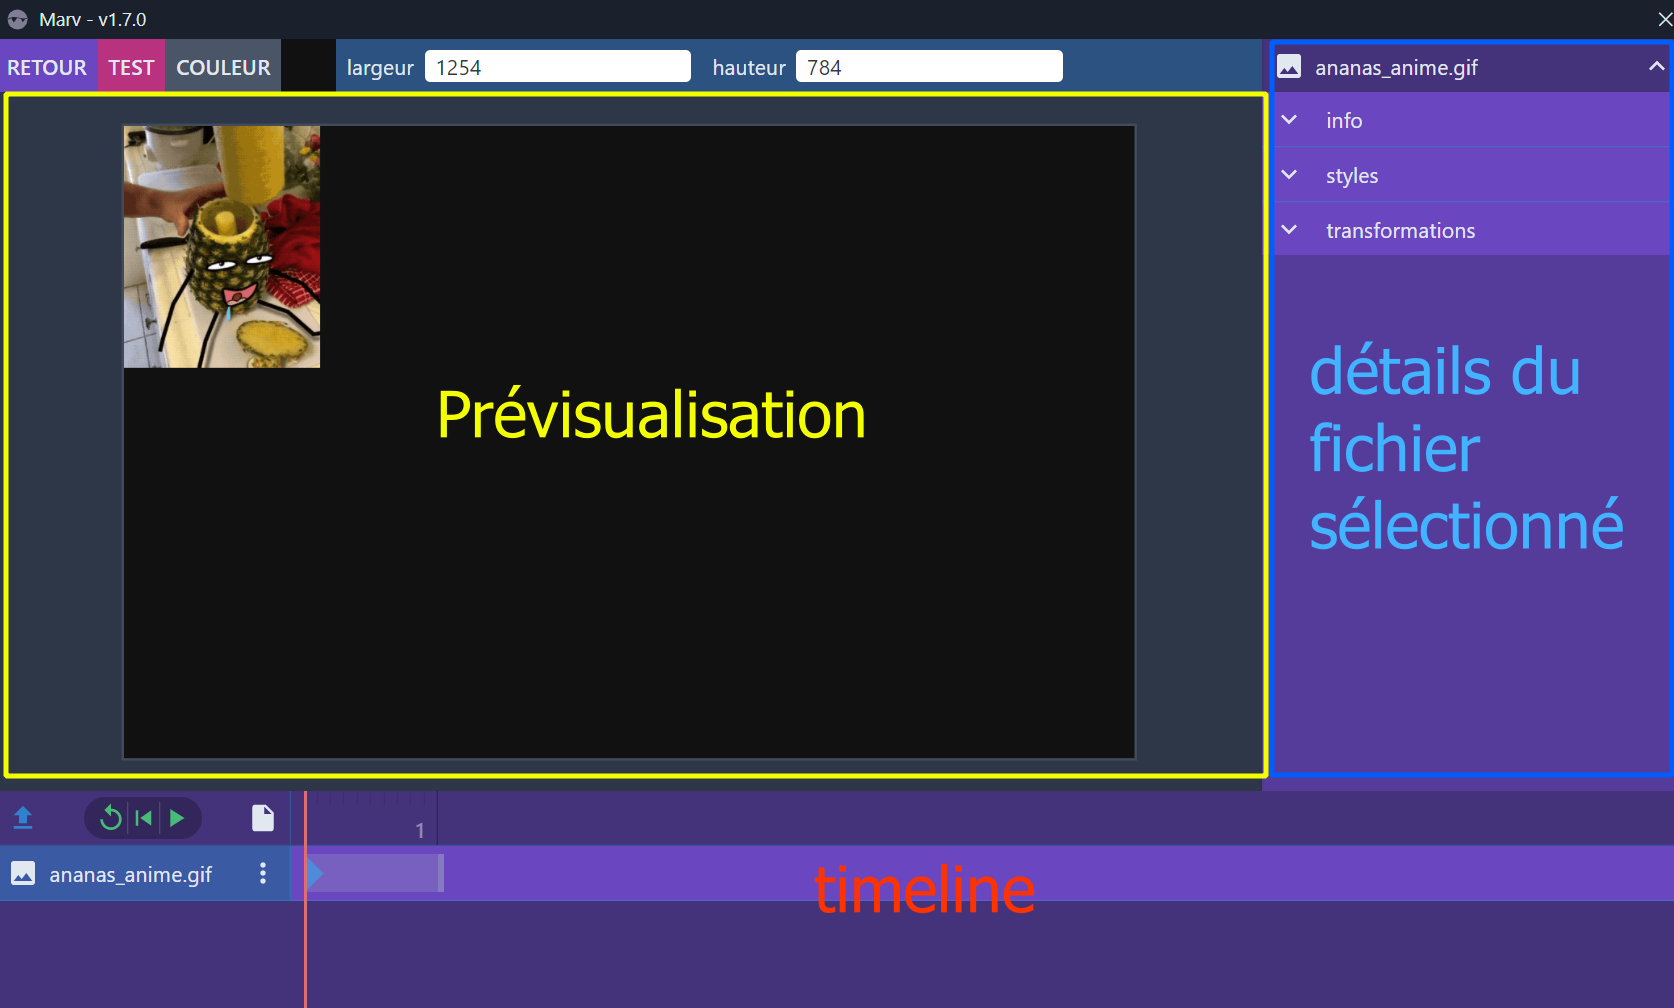 Marv - v1.7.0
RETOUR TEST COULEUR largeur 1254 hauteur 784
ananas_anime.gif
info
styles
transformations
Prévisualisation
détails du
fichier
sélectionné
1
ananas_anime.gif
timeline